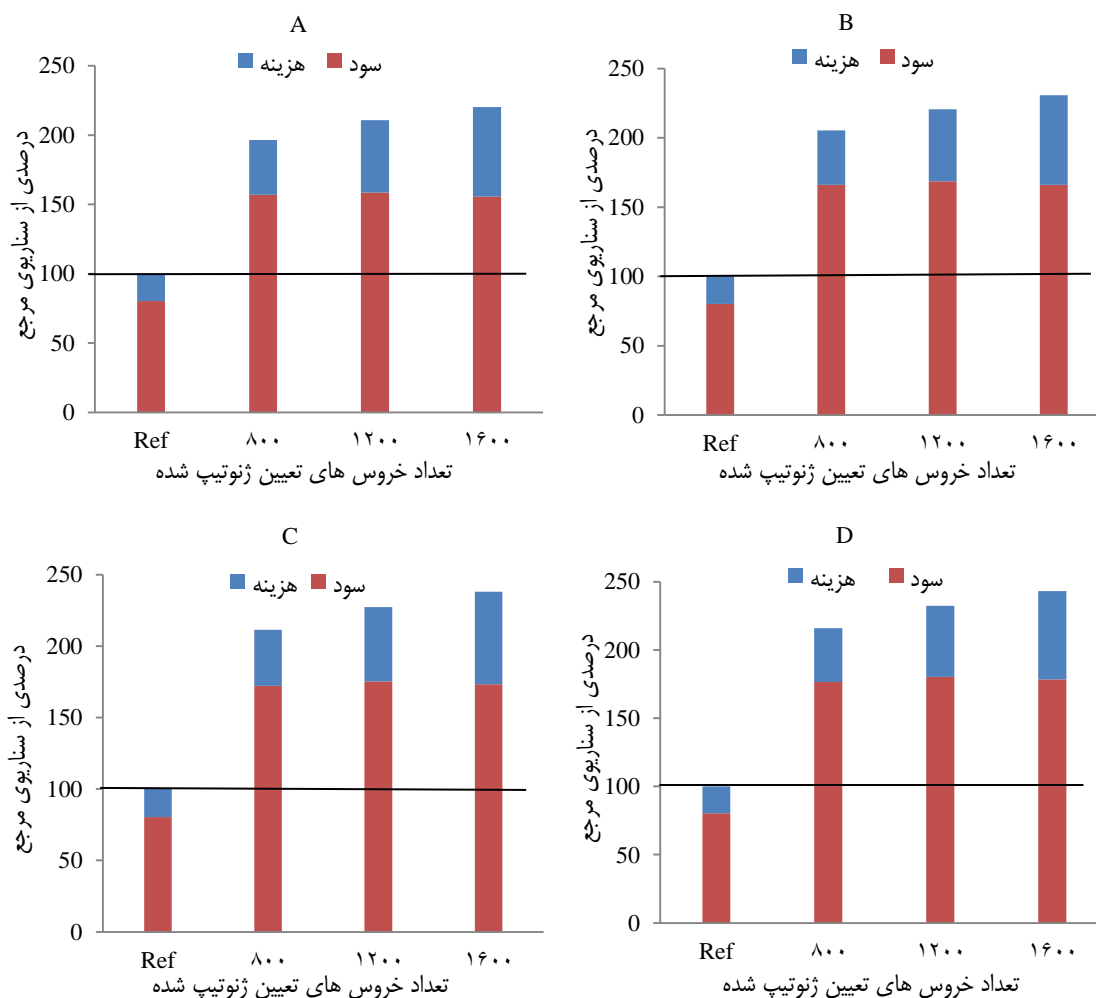 A
هزینه سود
درصدی از سناریوی مرجع
250
200
150
100
50
0
Ref ۸۰۰ ۱۲۰۰ ۱۶۰۰
تعداد خروس های تعیین ژنوتیپ شده
B
هزینه سود
درصدی از سناریوی مرجع
250
200
150
100
50
0
Ref ۸۰۰ ۱۲۰۰ ۱۶۰۰
تعداد خروس های تعیین ژنوتیپ شده
C
هزینه سود
درصدی از سناریوی مرجع
250
200
150
100
50
0
Ref ۸۰۰ ۱۲۰۰ ۱۶۰۰
تعداد خروس های تعیین ژنوتیپ شده
D
هزینه سود
درصدی از سناریوی مرجع
250
200
150
100
50
0
Ref ۸۰۰ ۱۲۰۰ ۱۶۰۰
تعداد خروس های تعیین ژنوتیپ شده